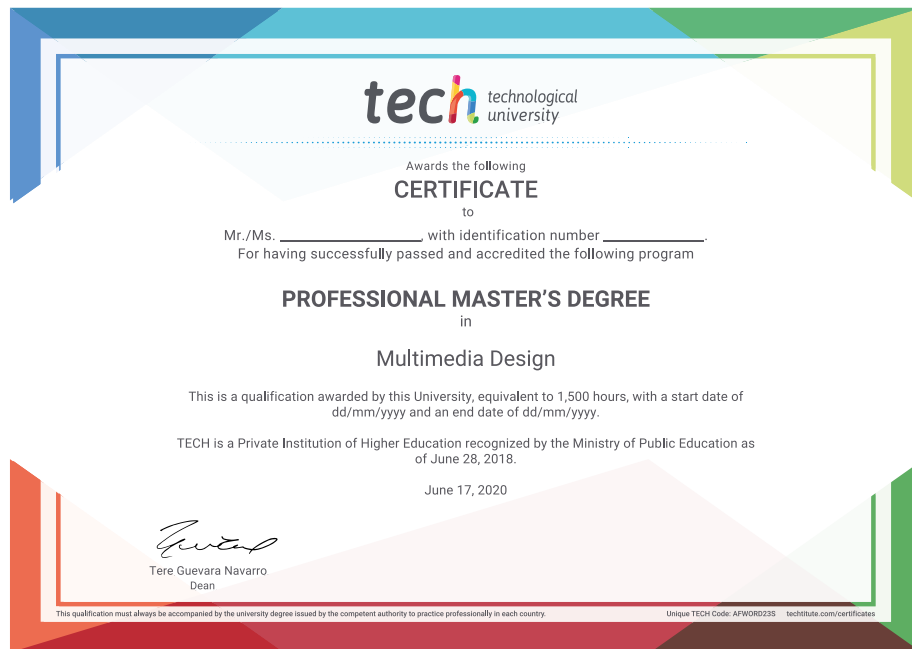 tech technological
university
Awards the following
CERTIFICATE
to
Mr./Ms. ____________________, with identification number ______________.
For having successfully passed and accredited the following program
PROFESSIONAL MASTER'S DEGREE
in
Multimedia Design
This is a qualification awarded by this University, equivalent to 1,500 hours, with a start date of
dd/mm/yyyy and an end date of dd/mm/yyyy.
TECH is a Private Institution of Higher Education recognized by the Ministry of Public Education as
of June 28, 2018.
June 17, 2020
Tere Guevara Navarro
Dean
This qualification must always be accompanied by the university degree issued by the competent authority to practice professionally in each country.
Unique TECH Code: AFWORD23S techtitute.com/certificates